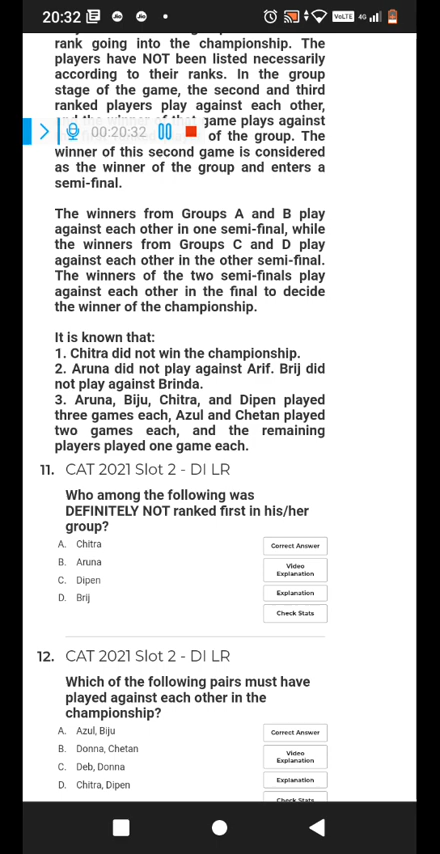 20:32
VoLTE 4G
rank going into the championship. The
players have NOT been listed necessarily
according to their ranks. In the group
stage of the game, the second and third
ranked players play against each other,
game plays against
00:20:32
of the group. The
winner of this second game is considered
as the winner of the group and enters a
semi-final.
The winners from Groups A and B play
against each other in one semi-final, while
the winners from Groups C and D play
against each other in the other semi-final.
The winners of the two semi-finals play
against each other in the final to decide
the winner of the championship.
It is known that:
1. Chitra did not win the championship.
2. Aruna did not play against Arif. Brij did
not play against Brinda.
3. Aruna, Biju, Chitra, and Dipen played
three games each, Azul and Chetan played
two games each, and the remaining
players played one game each.
11. CAT 2021 Slot 2 - DI LR
Who among the following was
DEFINITELY NOT ranked first in his/her
group?
A. Chitra
B. Aruna
C. Dipen
D. Brij
Correct Answer
Video
Explanation
Explanation
Check Stats
12. CAT 2021 Slot 2 - DI LR
Which of the following pairs must have
played against each other in the
championship?
A. Azul, Biju
B. Donna, Chetan
C. Deb, Donna
D. Chitra, Dipen
Correct Answer
Video
Explanation
Explanation
Check Stats